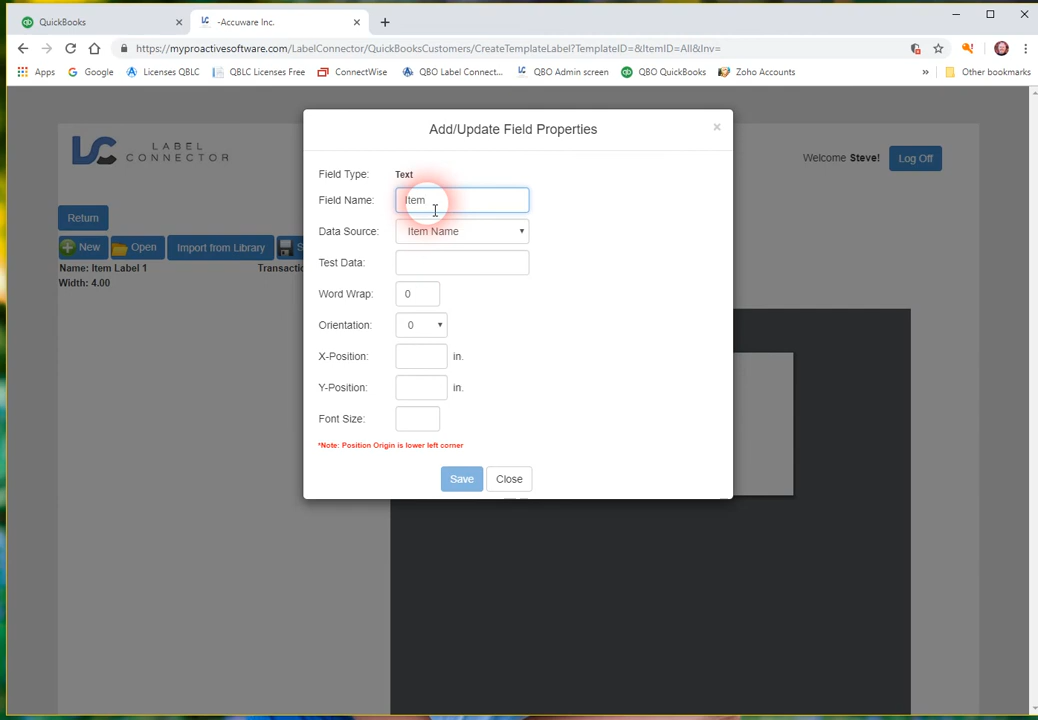 QuickBooks
-Accuware Inc.
https://myproactivesoftware.com/LabelConnector/QuickBooksCustomers/CreateTemplateLabel?TemplateID=&ItemID=All&Inv=
Apps Google Licenses QBLC QBLC Licenses Free ConnectWise QBO Label Connect... QBO Admin screen QBO QuickBooks Zoho Accounts » Other bookmarks
Add/Update Field Properties
LABEL
CONNECTOR
Welcome Steve! Log Off
Field Type: Text
Field Name: Item
Return
Data Source: Item Name
New Open Import from Library S
Name: Item Label 1 Transactio
Width: 4.00
Test Data:
Word Wrap: 0
Orientation: 0
X-Position: in.
Y-Position: in.
Font Size:
*Note: Position Origin is lower left corner
Save Close